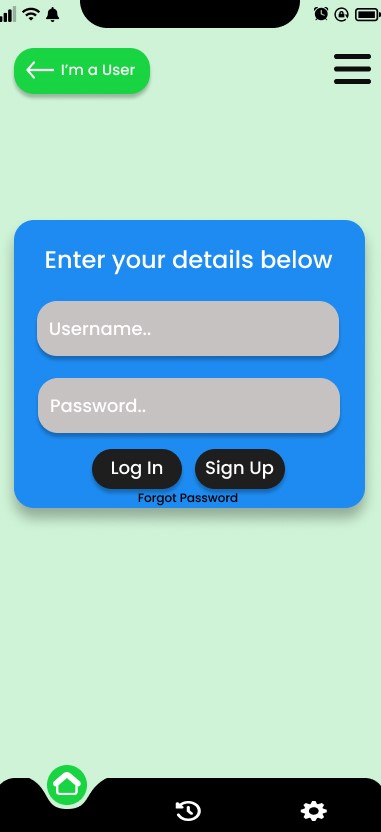 I'm a User
Enter your details below
Username..
Password..
Log In
Sign Up
Forgot Password